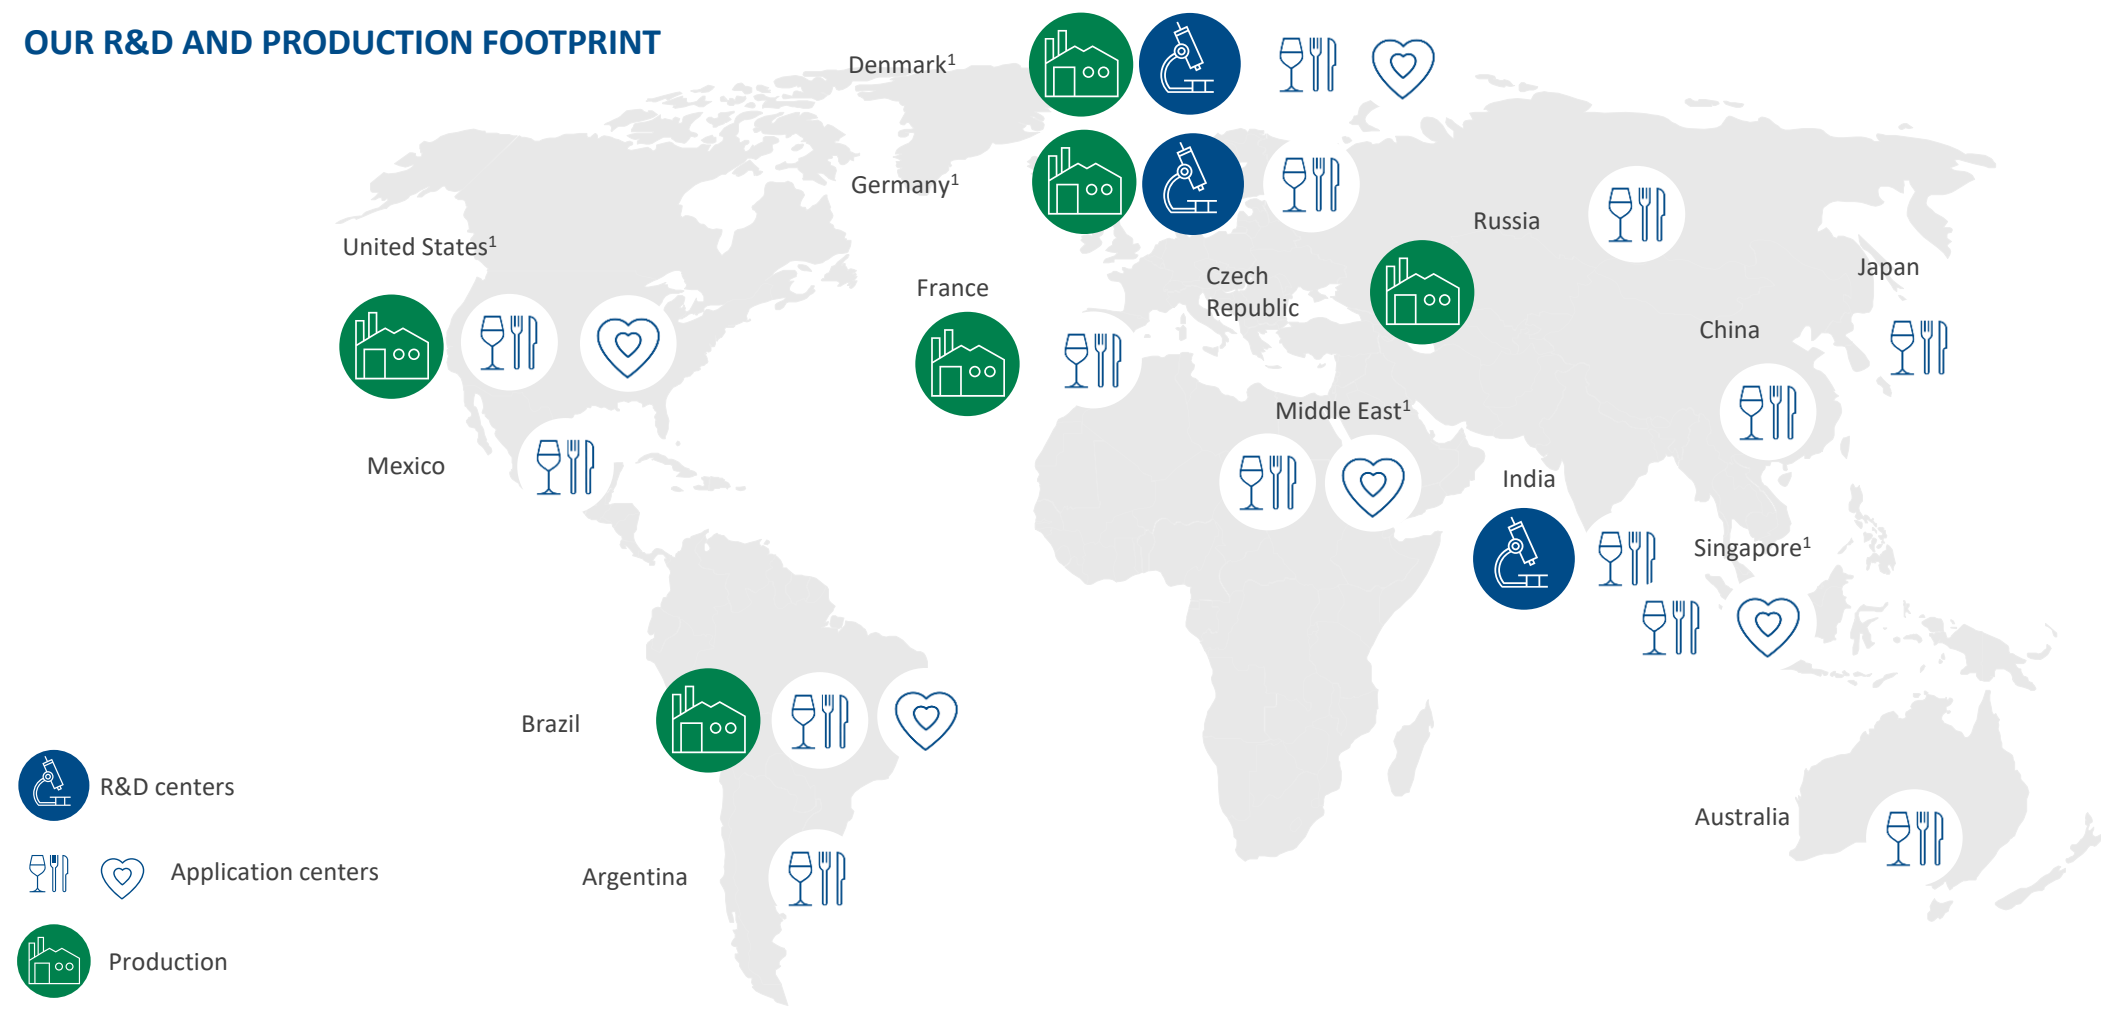 OUR R&D AND PRODUCTION FOOTPRINT
Denmark¹
Germany¹
United States¹
Russia
France
Czech
Republic
Japan
China
Middle East¹
Mexico
India
Singapore¹
Brazil
R&D centers
Australia
Application centers
Argentina
Production